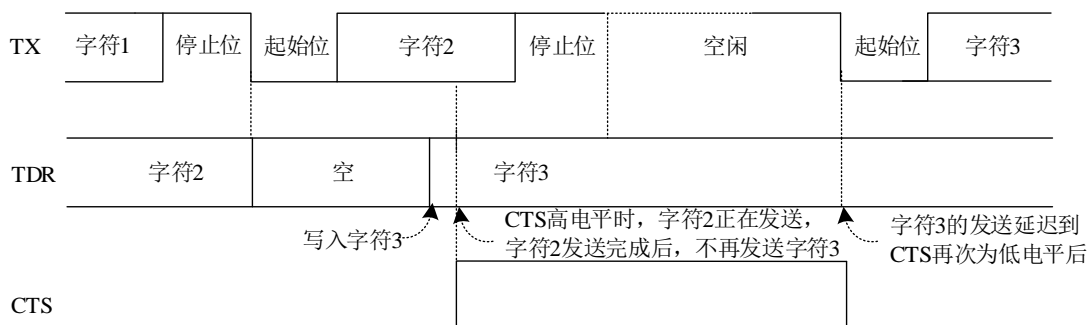 TX
字符1
停止位
起始位
字符2
停止位
空闲
起始位
字符3
TDR
字符2
空
字符3
写入字符3
CTS高电平时，字符2正在发送，
字符2发送完成后，不再发送字符3
字符3的发送延迟到
CTS再次为低电平后
CTS